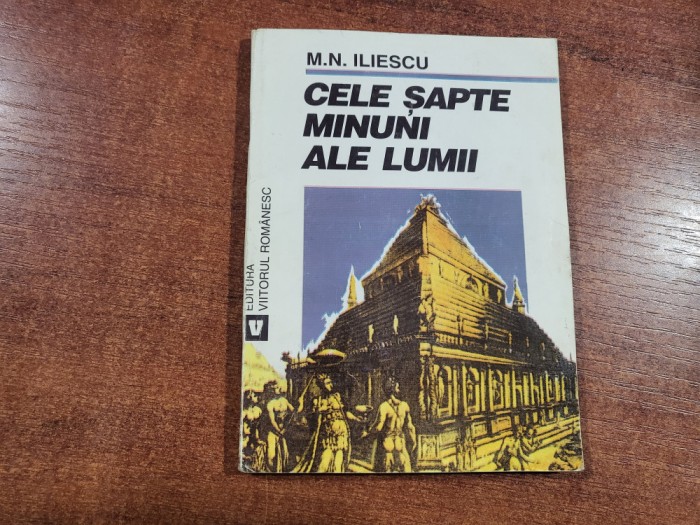 M.N. ILIESCU
CELE ȘAPTE
MINUNI
ALE LUMII
EDITURA
VIITORUL ROMÂNESC
V